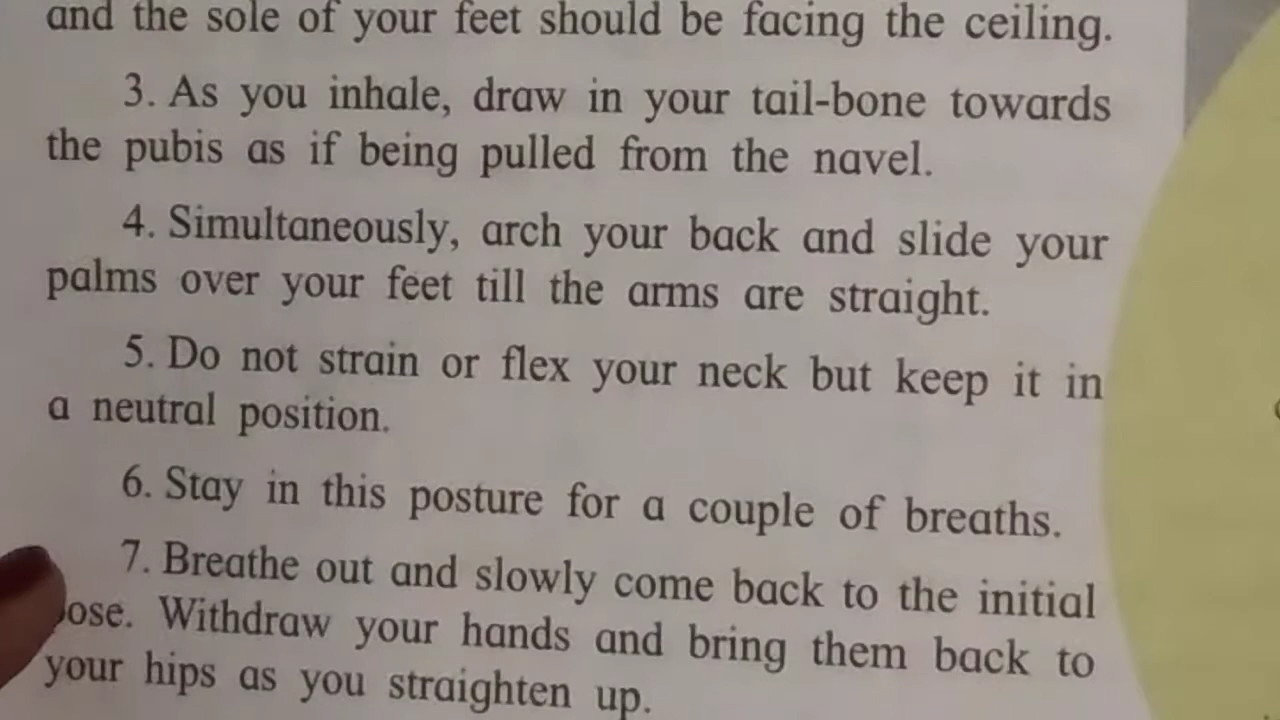 and the sole of your feet should be facing the ceiling.
3. As you inhale, draw in your tail-bone towards
the pubis as if being pulled from the navel.
4. Simultaneously, arch your back and slide your
palms over your feet till the arms are straight.
5. Do not strain or flex your neck but keep it in
a neutral position.
6. Stay in this posture for a couple of breaths.
7. Breathe out and slowly come back to the initial
ose. Withdraw your hands and bring them back to
your hips as you straighten up.